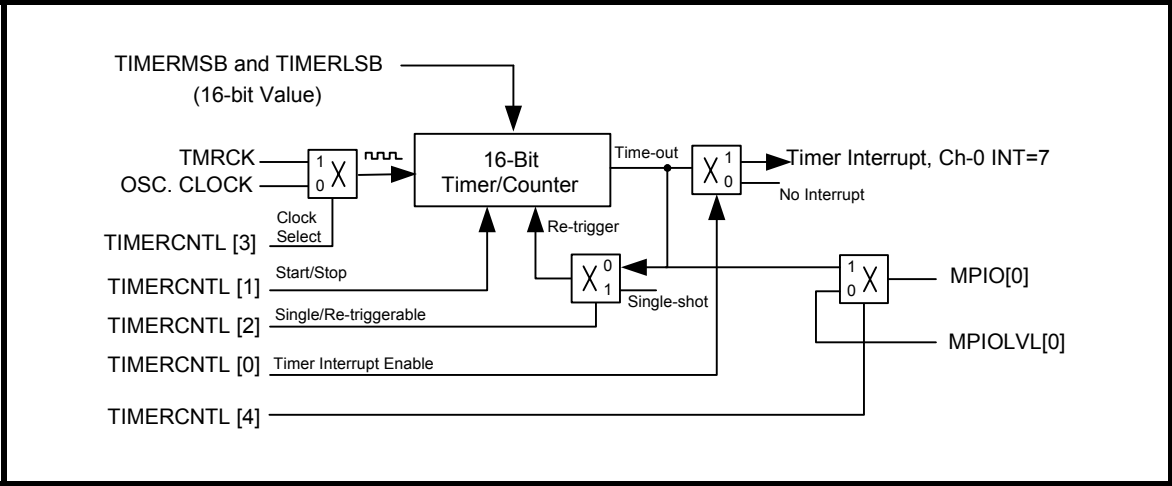 TIMERMSB and TIMERLSB
(16-bit Value)
TMRCK
OSC. CLOCK
1
0
X
16-Bit
Timer/Counter
Time-out
X
1
0
Timer Interrupt, Ch-0 INT=7
No Interrupt
Clock
Select
TIMERCNTL [3]
Re-trigger
Start/Stop
TIMERCNTL [1]
X
0
1
Single-shot
1
0
X
MPIO[0]
Single/Re-triggerable
TIMERCNTL [2]
MPIOLVL[0]
TIMERCNTL [0]
Timer Interrupt Enable
TIMERCNTL [4]